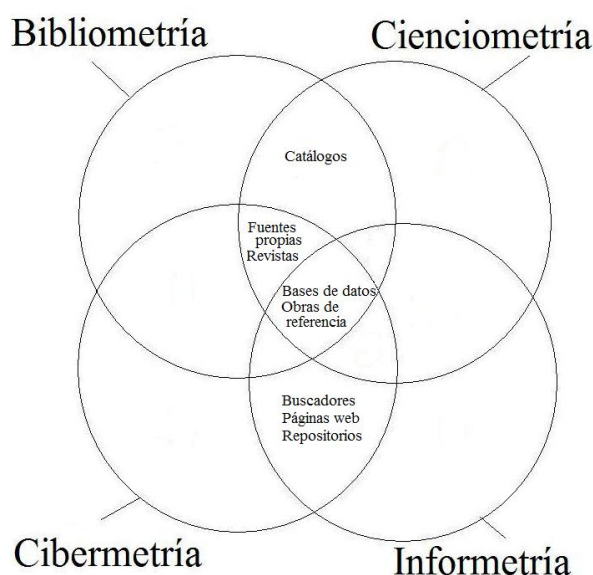 Bibliometría
Cienciometría
Catálogos
Fuentes
propias
Revistas
Bases de datos
Obras de
referencia
Buscadores
Páginas web
Repositorios
Cibermetría
Informetría